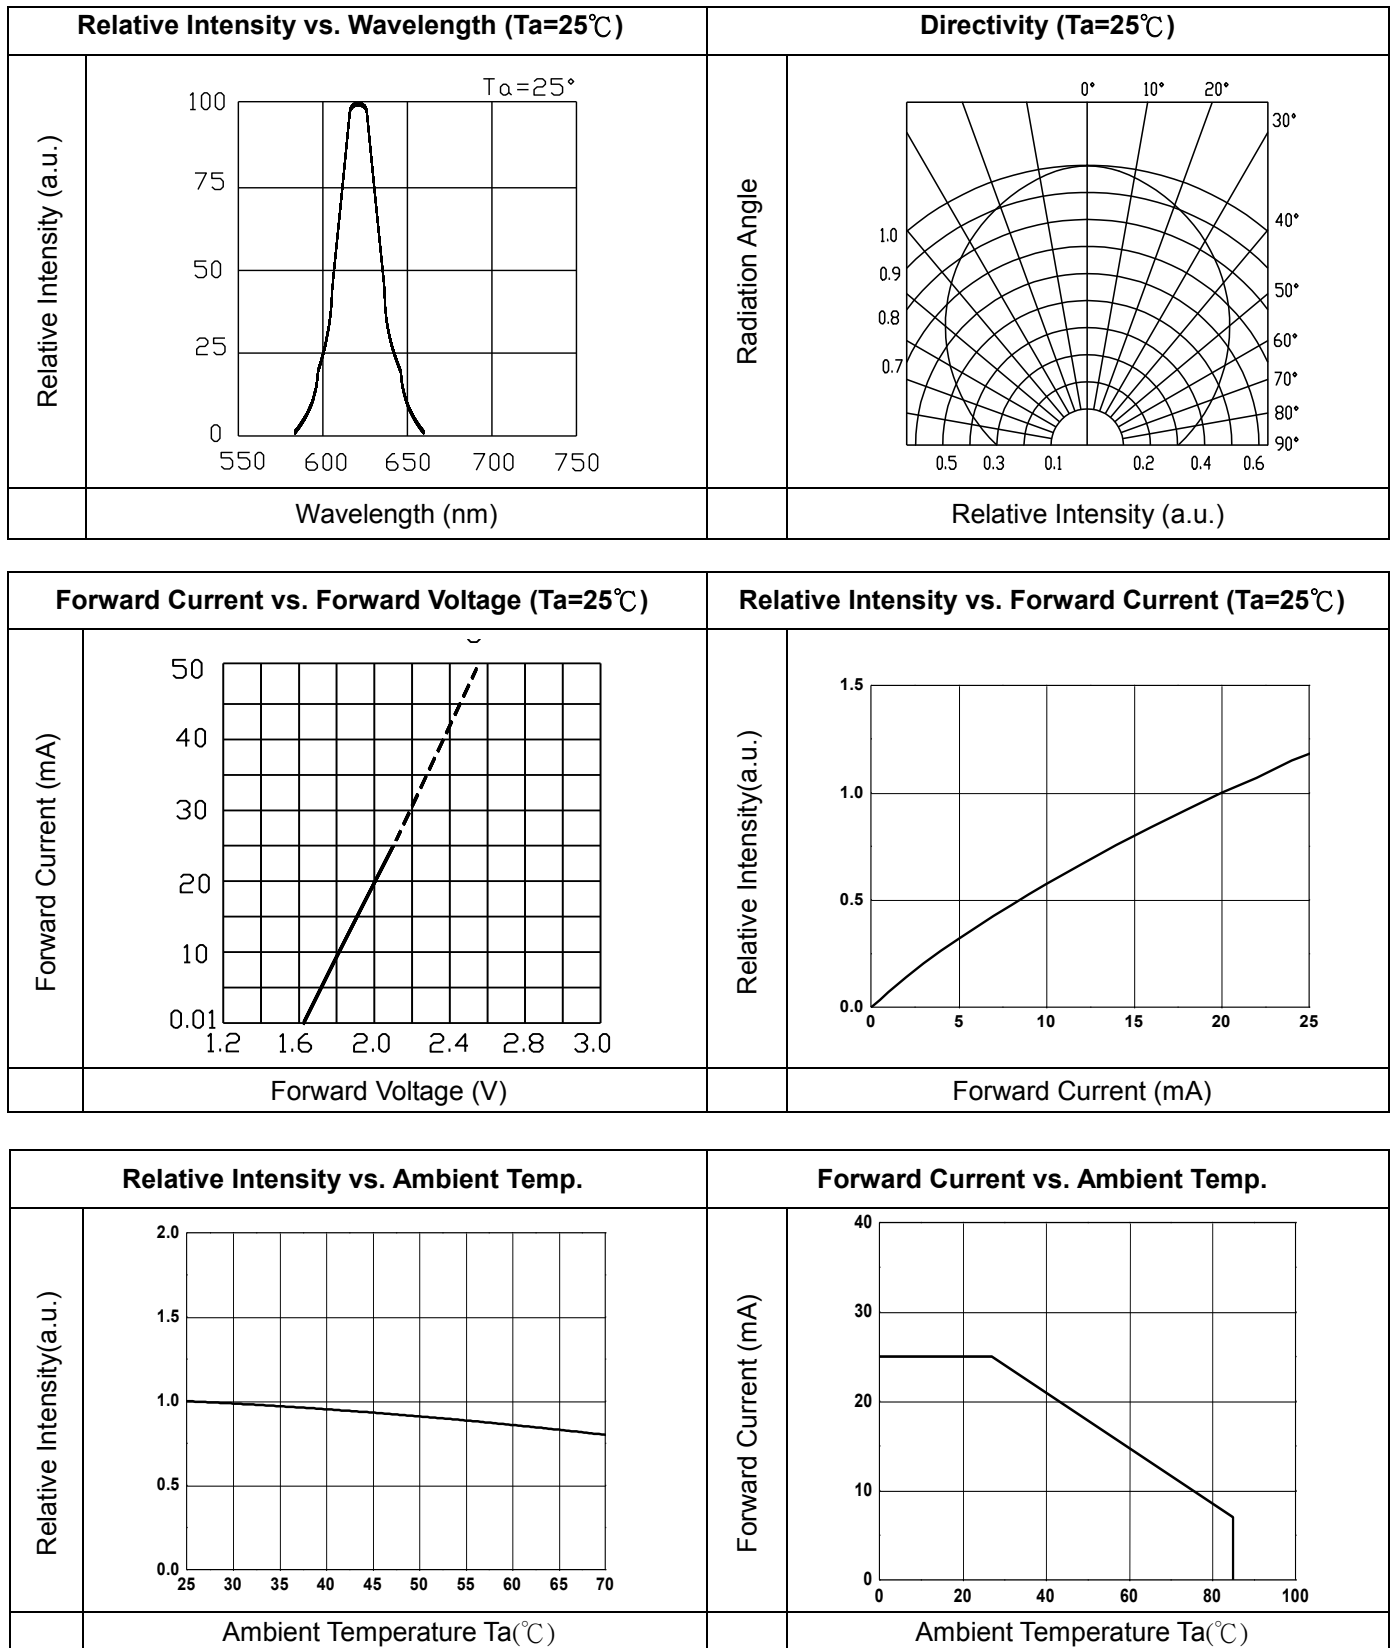 Relative Intensity vs. Wavelength (Ta=25℃)
Relative Intensity (a.u.)
Ta=25°
100
75
50
25
0
550 600 650 700 750
Wavelength (nm)
Directivity (Ta=25℃)
Radiation Angle
0° 10° 20°
30°
40°
50°
60°
70°
80°
90°
1.0
0.9
0.8
0.7
0.5 0.3 0.1 0.2 0.4 0.6
Relative Intensity (a.u.)
Forward Current vs. Forward Voltage (Ta=25℃)
Forward Current (mA)
50
40
30
20
10
0.01
1.2 1.6 2.0 2.4 2.8 3.0
Forward Voltage (V)
Relative Intensity vs. Forward Current (Ta=25℃)
Relative Intensity(a.u.)
1.5
1.0
0.5
0.0
0 5 10 15 20 25
Forward Current (mA)
Relative Intensity vs. Ambient Temp.
Relative Intensity(a.u.)
2.0
1.5
1.0
0.5
0.0
25 30 35 40 45 50 55 60 65 70
Ambient Temperature Ta(℃)
Forward Current vs. Ambient Temp.
Forward Current (mA)
40
30
20
10
0
0 20 40 60 80 100
Ambient Temperature Ta(℃)